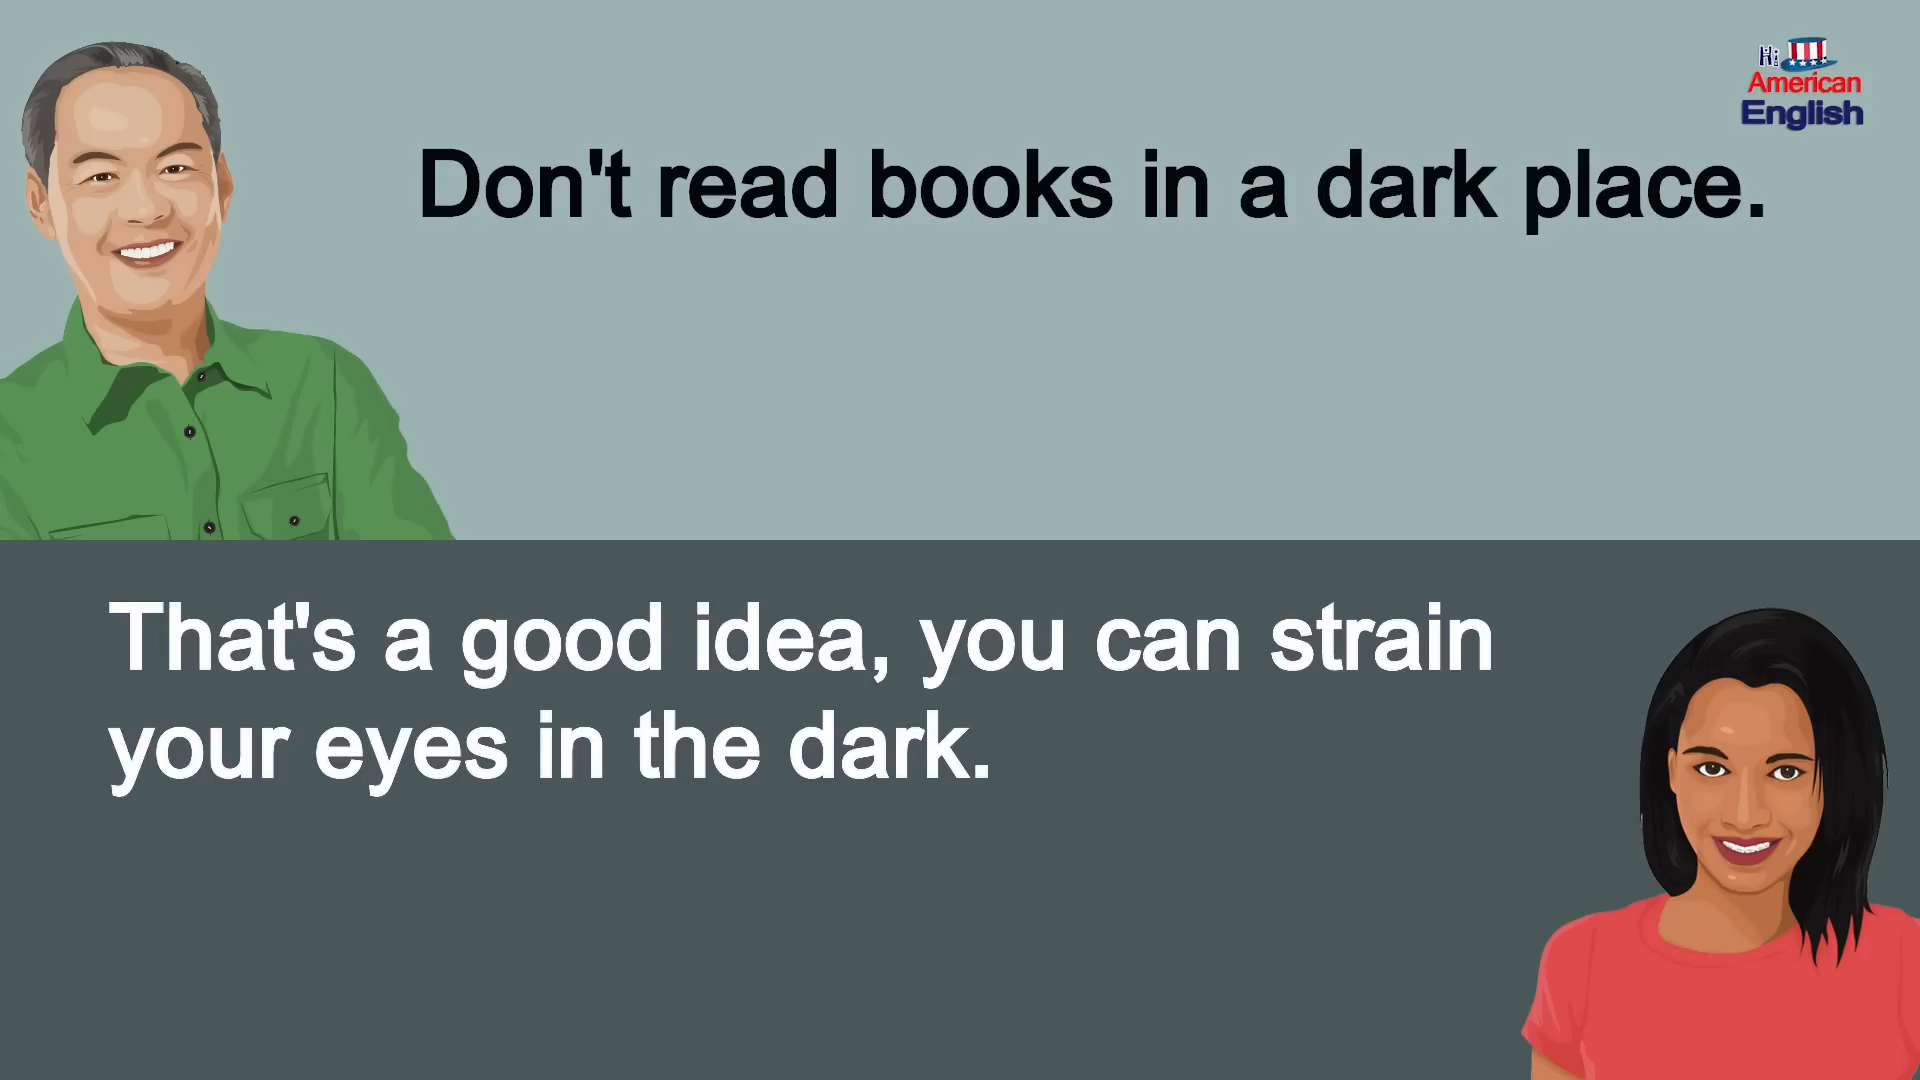 Hi
American
English
Don't read books in a dark place.
That's a good idea, you can strain
your eyes in the dark.